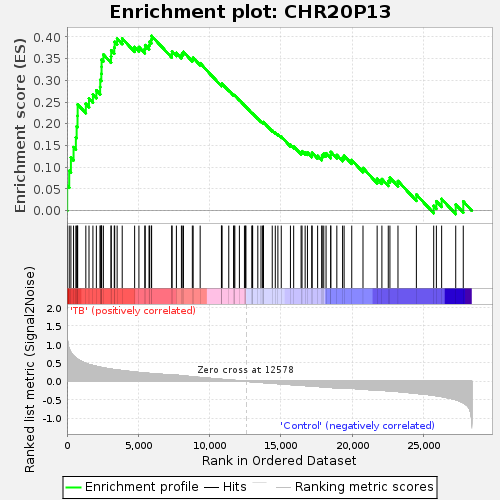 Enrichment plot: CHR20P13
Enrichment score (ES)
0.40
0.35
0.30
0.25
0.20
0.15
0.10
0.05
0.00
'TB' (positively correlated)
Ranked list metric (Signal2Noise)
2.0
1.5
1.0
0.5
0.0
-0.5
-1.0
Zero cross at 12578
'Control' (negatively correlated)
0 5,000 10,000 15,000 20,000 25,000
Rank in Ordered Dataset
Enrichment profile Hits Ranking metric scores